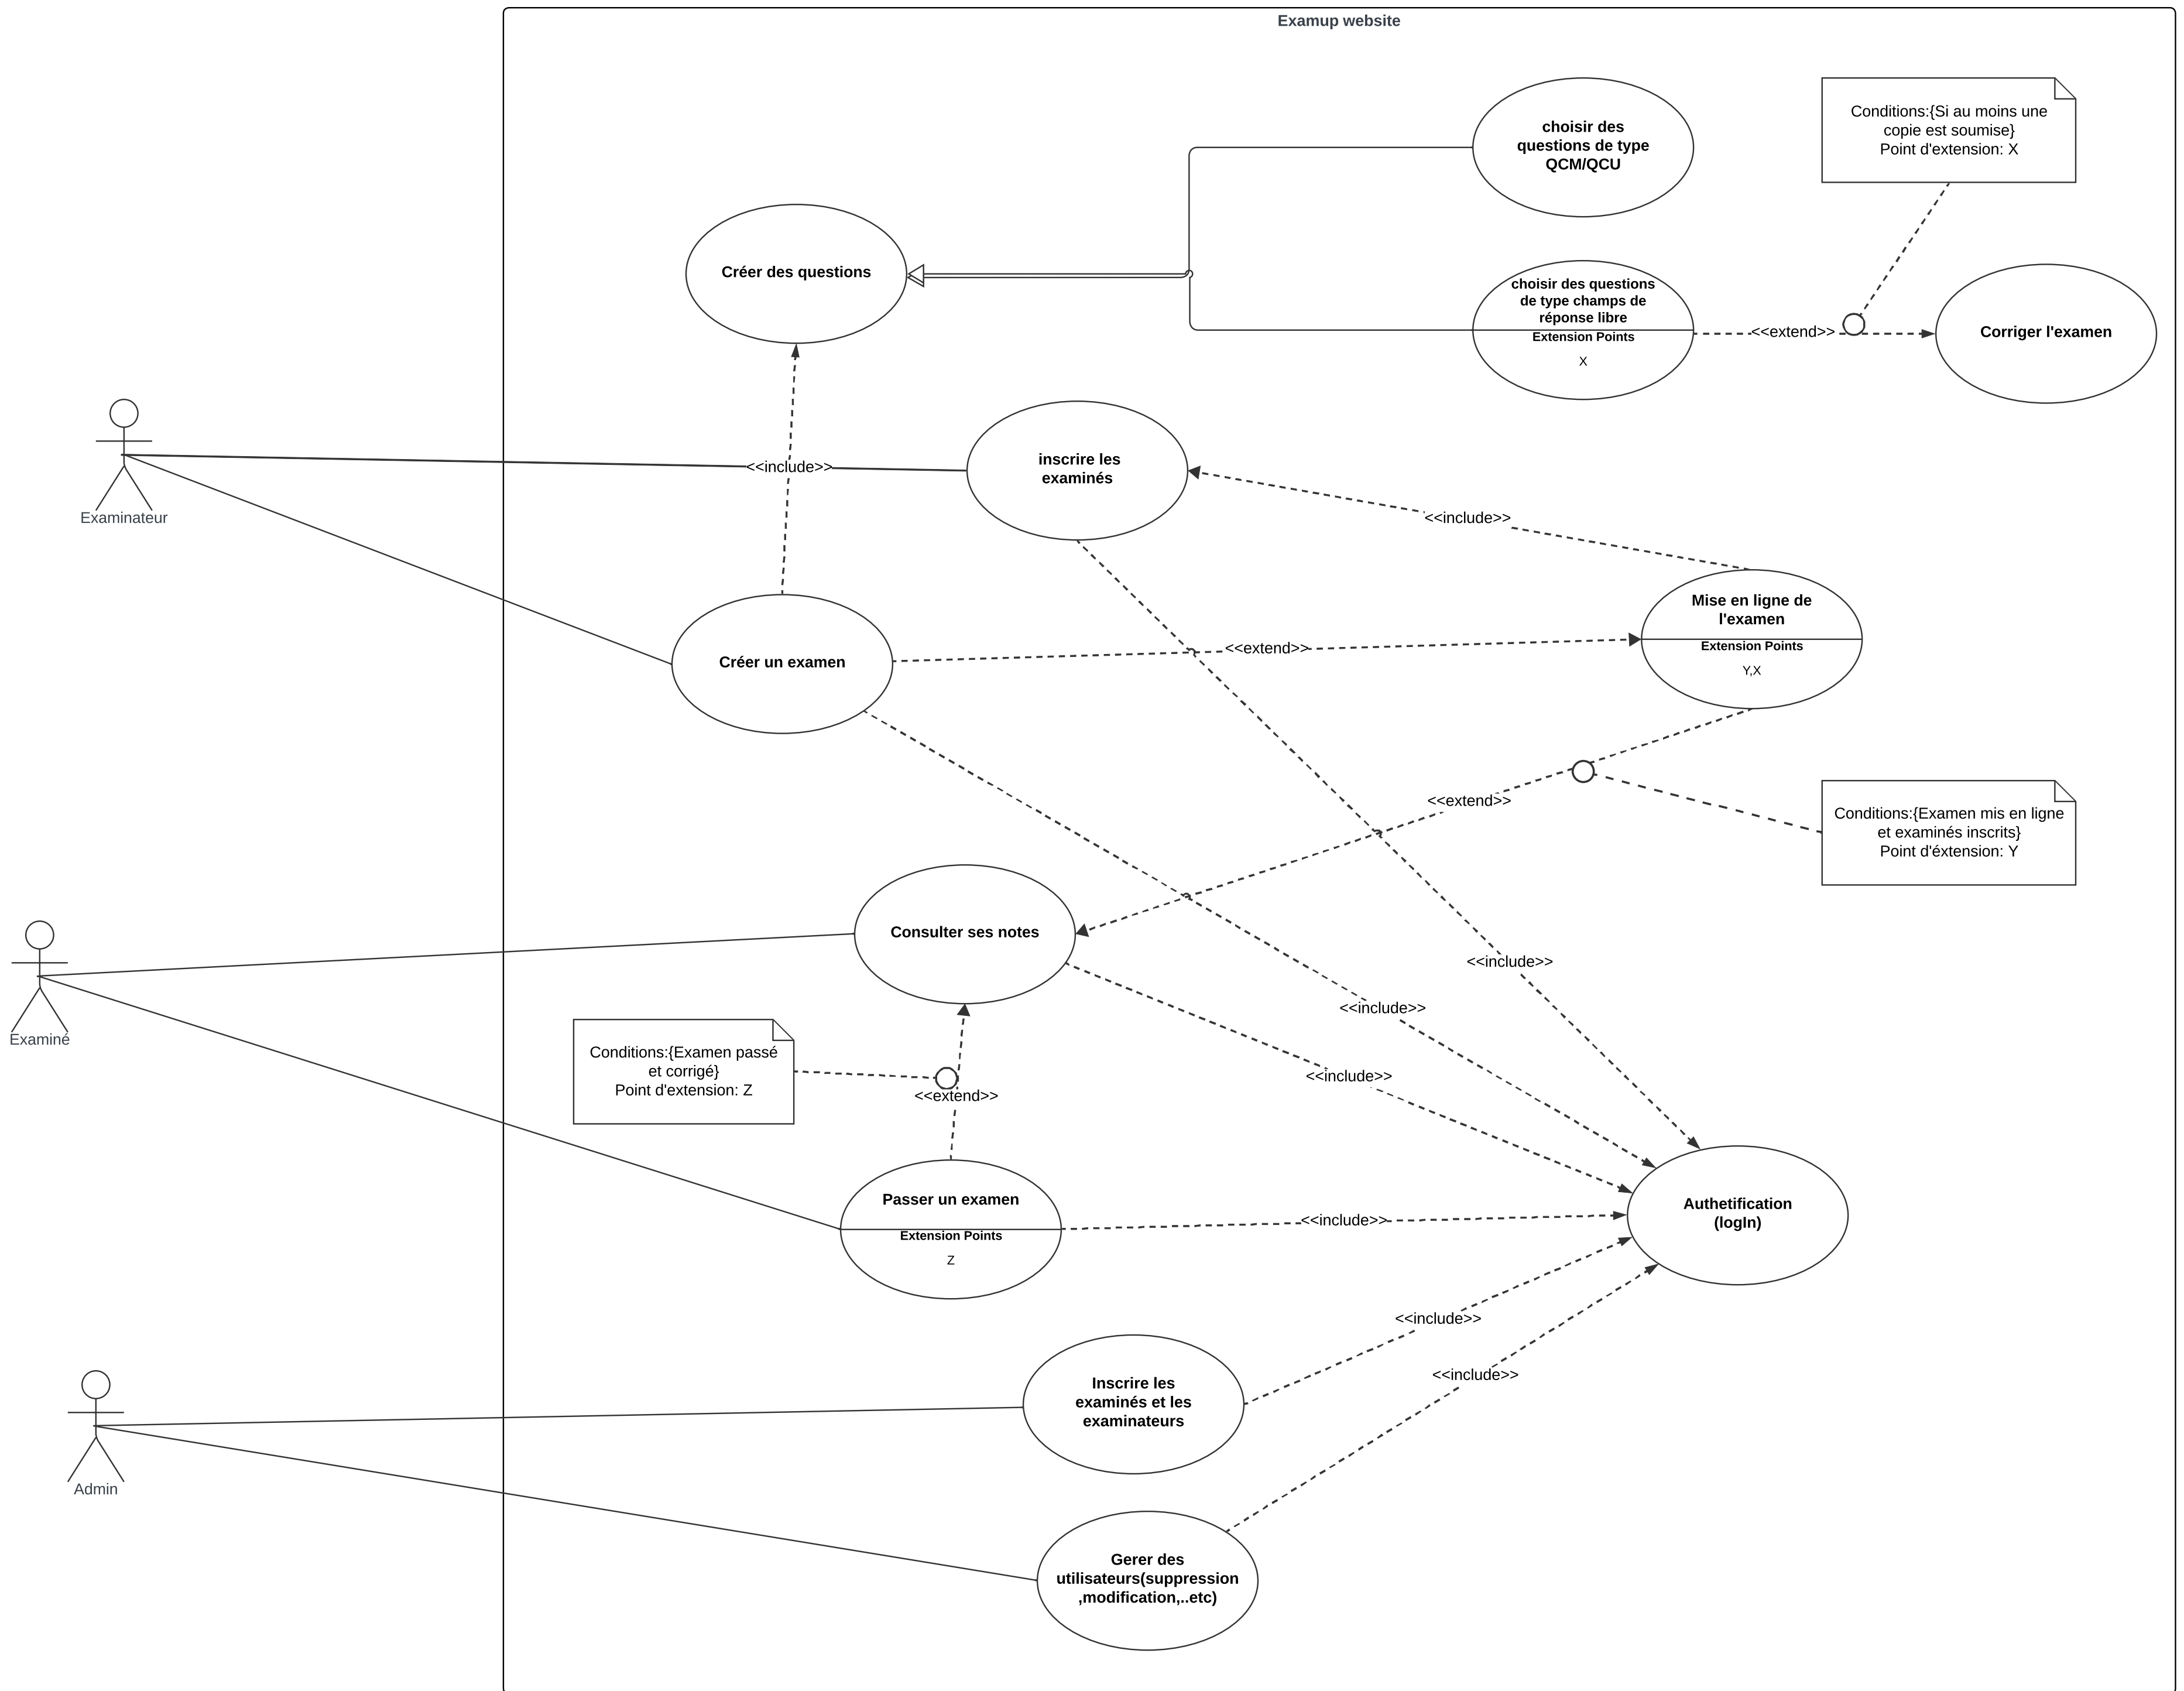 Examup website
choisir des
questions de type
QCM/QCU
Conditions:{Si au moins une
copie est soumise}
Point d'extension: X
Créer des questions
choisir des questions
de type champs de
réponse libre
Extension Points
X
<<extend>>
Corriger l'examen
Examinateur
<<include>>
inscrire les
examinés
<<include>>
Mise en ligne de
l'examen
Extension Points
Y,X
Créer un examen
<<extend>>
<<extend>>
Conditions:{Examen mis en ligne
et examinés inscrits}
Point d'éxtension: Y
Consulter ses notes
<<include>>
<<include>>
Examiné
Conditions:{Examen passé
et corrigé}
Point d'extension: Z
<<extend>>
<<include>>
Passer un examen
Extension Points
Z
<<include>>
Authetification
(logIn)
<<include>>
<<include>>
Inscrire les
examinés et les
examinateurs
Admin
Gerer des
utilisateurs(suppression
,modification,..etc)